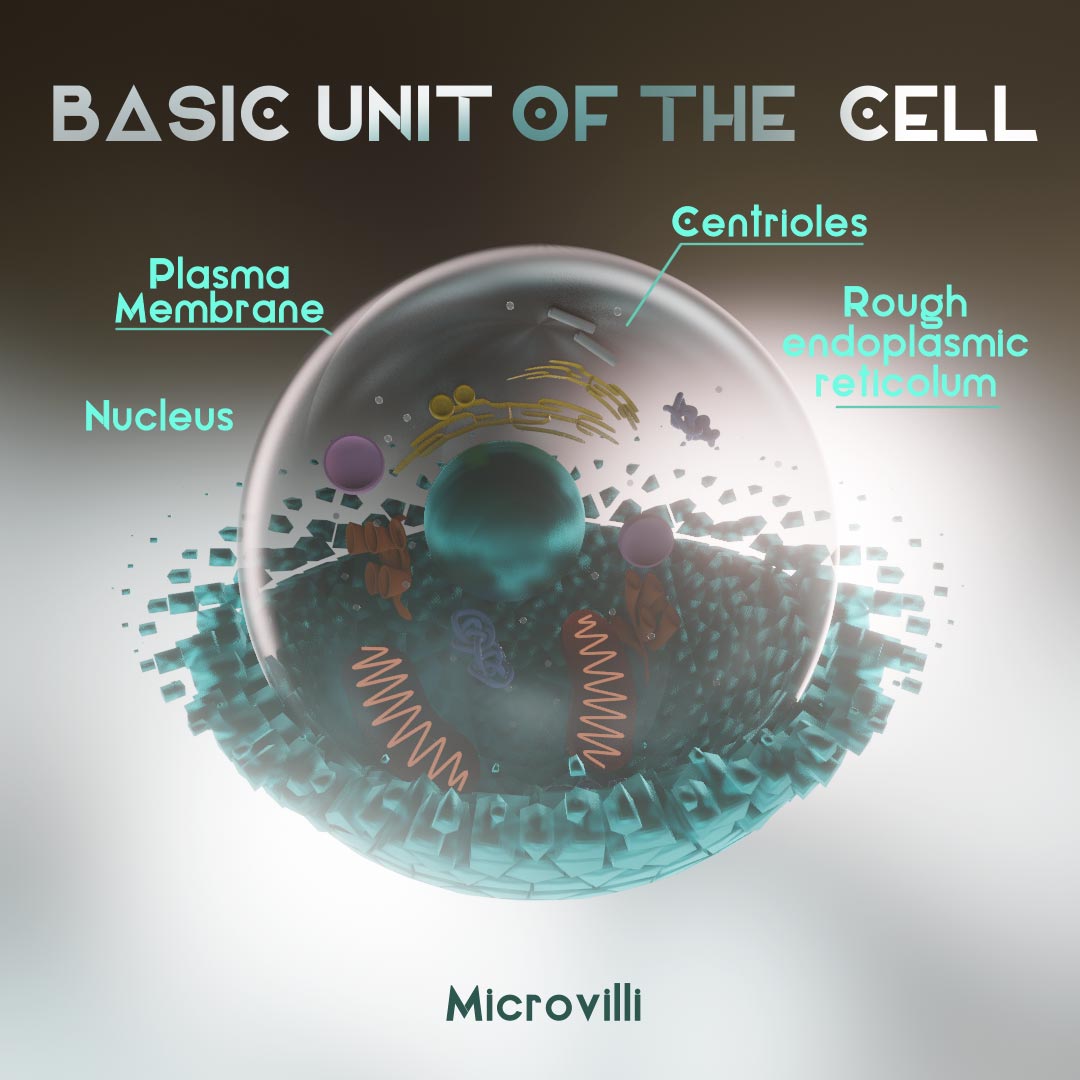 BASIC UNIT OF THE CELL
Centrioles
Plasma
Membrane
Rough
endoplasmic
reticolum
Nucleus
Microvilli